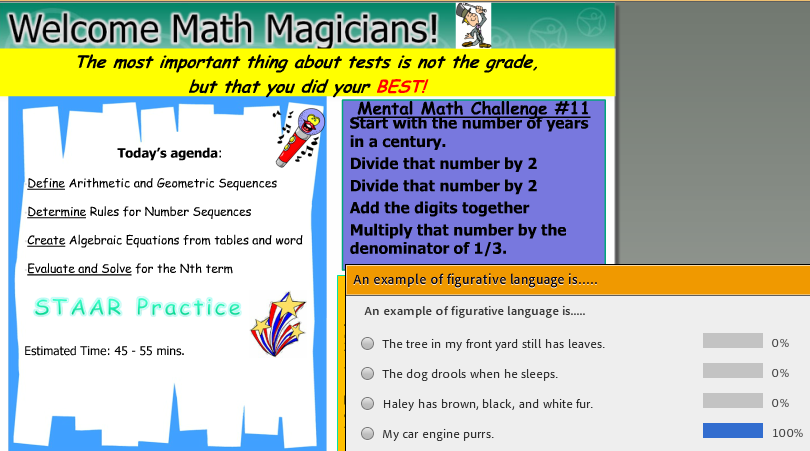 Welcome Math Magicians!
The most important thing about tests is not the grade,
but that you did your BEST!
Today's agenda:
Define Arithmetic and Geometric Sequences
Determine Rules for Number Sequences
Create Algebraic Equations from tables and word
Evaluate and Solve for the Nth term
STAAR Practice
Estimated Time: 45 - 55 mins.
Mental Math Challenge #11
Start with the number of years
in a century.
Divide that number by 2
Divide that number by 2
Add the digits together
Multiply that number by the
denominator of 1/3.
An example of figurative language is.....
An example of figurative language is.....
The tree in my front yard still has leaves. 0%
The dog drools when he sleeps. 0%
Haley has brown, black, and white fur. 0%
My car engine purrs. 100%